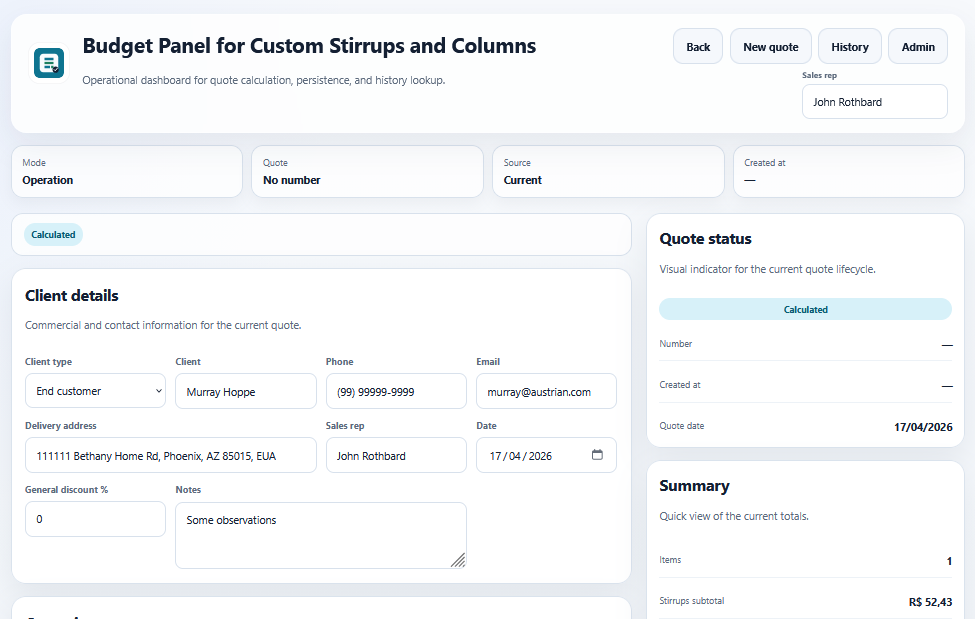 Budget Panel for Custom Stirrups and Columns
Operational dashboard for quote calculation, persistence, and history lookup.
Back
New quote
History
Admin
Sales rep
John Rothbard
Mode
Operation
Quote
No number
Source
Current
Created at
—
Calculated
Client details
Commercial and contact information for the current quote.
Client type
Client
Phone
Email
End customer
Murray Hoppe
(99) 99999-9999
murray@austrian.com
Delivery address
Sales rep
Date
111111 Bethany Home Rd, Phoenix, AZ 85015, EUA
John Rothbard
17/04/2026
General discount %
Notes
0
Some observations
Quote status
Visual indicator for the current quote lifecycle.
Calculated
Number —
Created at —
Quote date 17/04/2026
Summary
Quick view of the current totals.
Items 1
Stirrups subtotal R$ 52,43